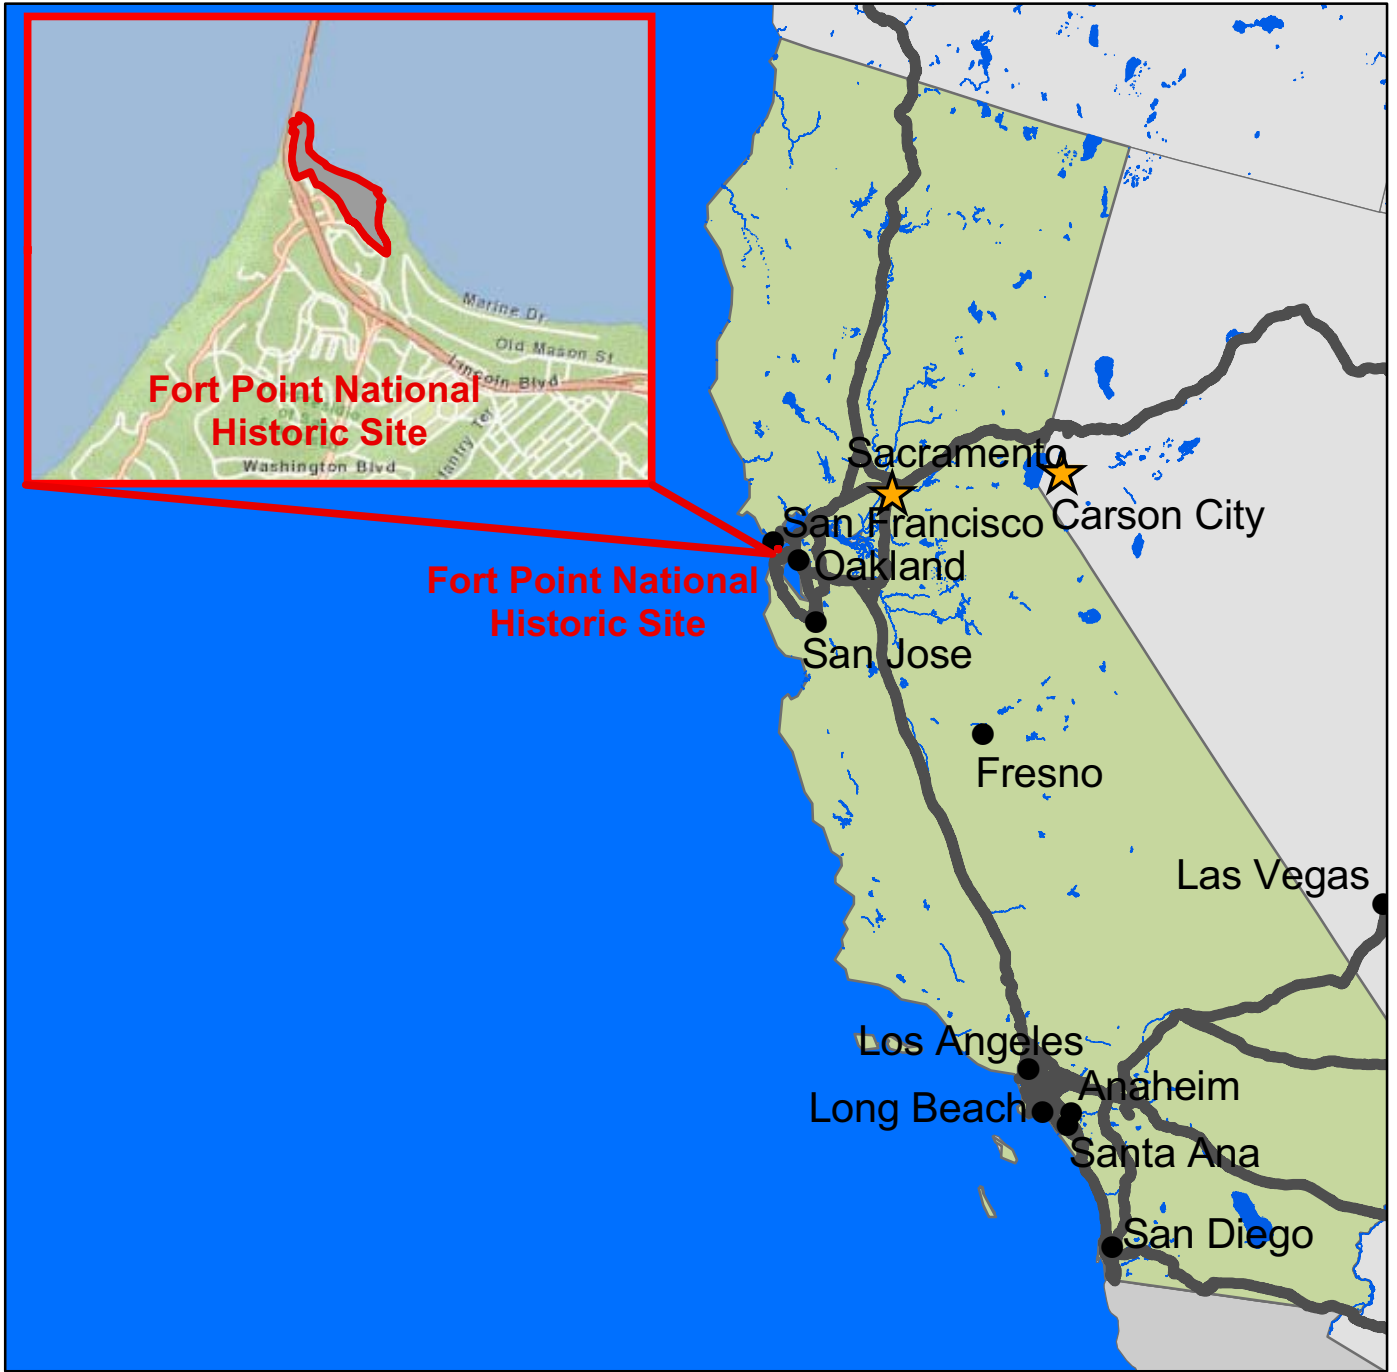 Marine Dr
Old Mason St
Lincoln Blvd
Fort Point National
Historic Site
Washington Blvd
Sacramento
San Francisco
Carson City
Oakland
Fort Point National
Historic Site
San Jose
Fresno
Las Vegas
Los Angeles
Anaheim
Long Beach
Santa Ana
San Diego